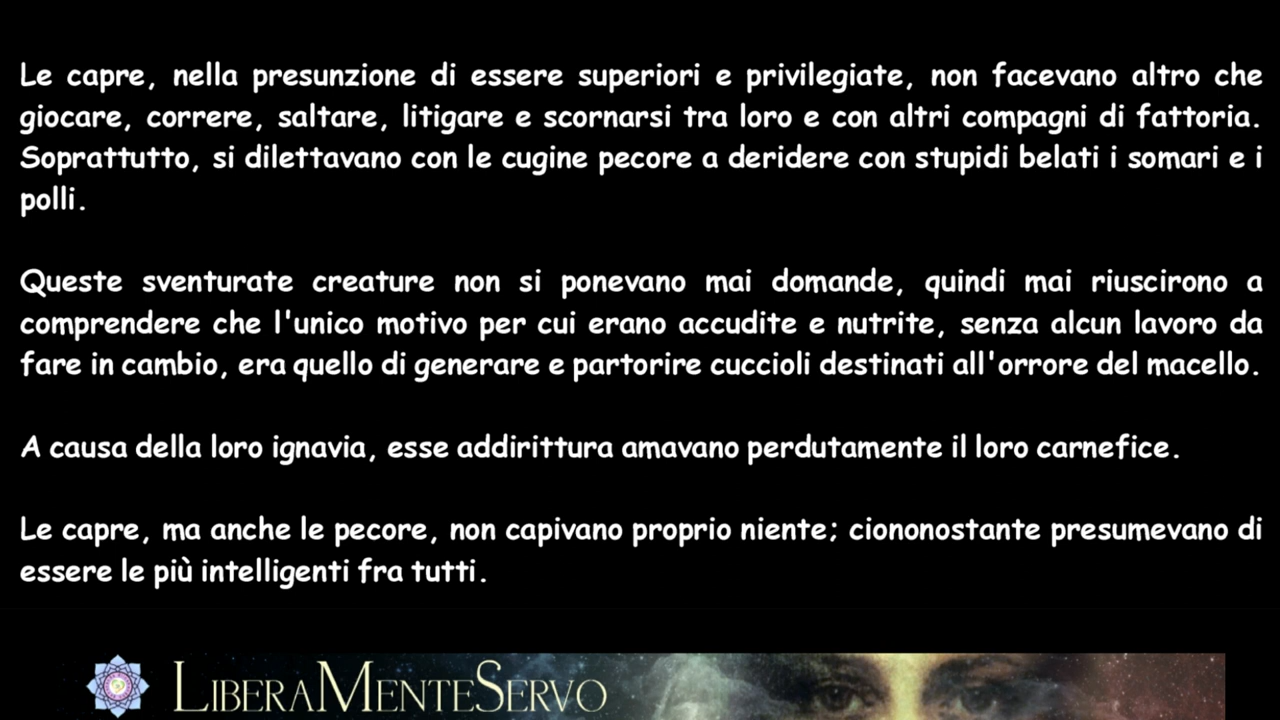 Le capre, nella presunzione di essere superiori e privilegiate, non facevano altro che
giocare, correre, saltare, litigare e scornarsi tra loro e con altri compagni di fattoria.
Soprattutto, si dilettavano con le cugine pecore a deridere con stupidi belati i somari e i
polli.
Queste sventurate creature non si ponevano mai domande, quindi mai riuscirono a
comprendere che l'unico motivo per cui erano accudite e nutrite, senza alcun lavoro da
fare in cambio, era quello di generare e partorire cuccioli destinati all'orrore del macello.
A causa della loro ignavia, esse addirittura amavano perdutamente il loro carnefice.
Le capre, ma anche le pecore, non capivano proprio niente; ciononostante presumevano di
essere le più intelligenti fra tutti.
LiberaMenteServo